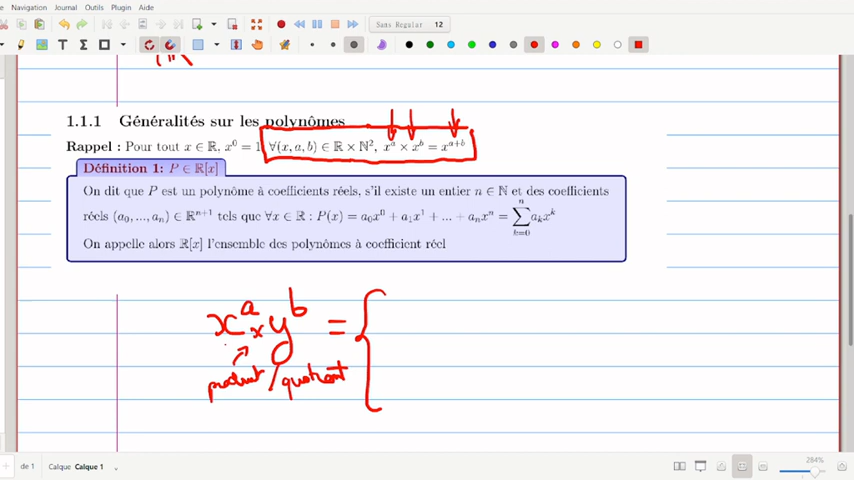 Navigation Journal Outils Plugin Aide
Sans Regular 12
1.1.1 Généralités sur les polynômes
Rappel : Pour tout x ∈ ℝ, x⁰ = 1 ∀(x, a, b) ∈ ℝ × ℕ², xᵃ × xᵇ = xᵃ⁺ᵇ
Définition 1: P ∈ ℝ[x]
On dit que P est un polynôme à coefficients réels, s'il existe un entier n ∈ ℕ et des coefficients
réels (a₀, ..., aₙ) ∈ ℝⁿ⁺¹ tels que ∀x ∈ ℝ : P(x) = a₀x⁰ + a₁x¹ + ... + aₙxⁿ = ∑ₖ₌₀ⁿ aₖxᵏ
On appelle alors ℝ[x] l'ensemble des polynômes à coefficient réel
xᵃ × yᵇ = {
produit / quotient
de 1 Calque Calque 1 284%